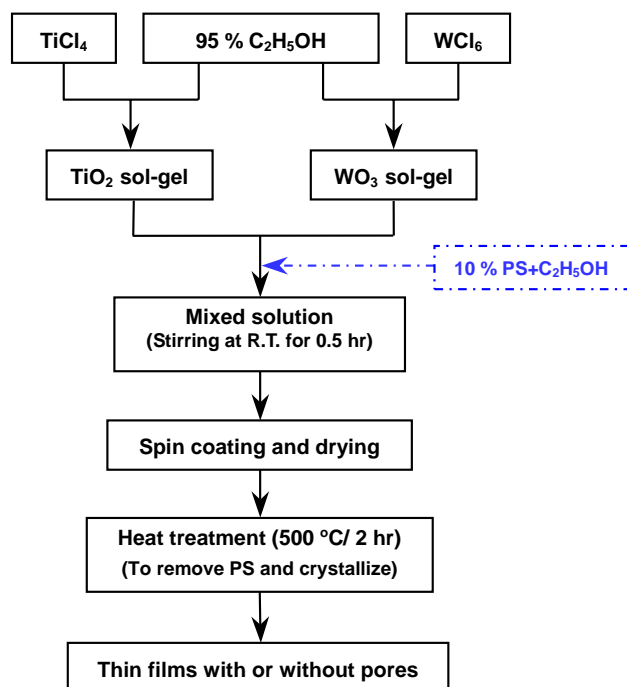 TiCl₄
95 % C₂H₅OH
WCl₆
TiO₂ sol-gel
WO₃ sol-gel
10 % PS+C₂H₅OH
Mixed solution
(Stirring at R.T. for 0.5 hr)
Spin coating and drying
Heat treatment (500 ºC/ 2 hr)
(To remove PS and crystallize)
Thin films with or without pores